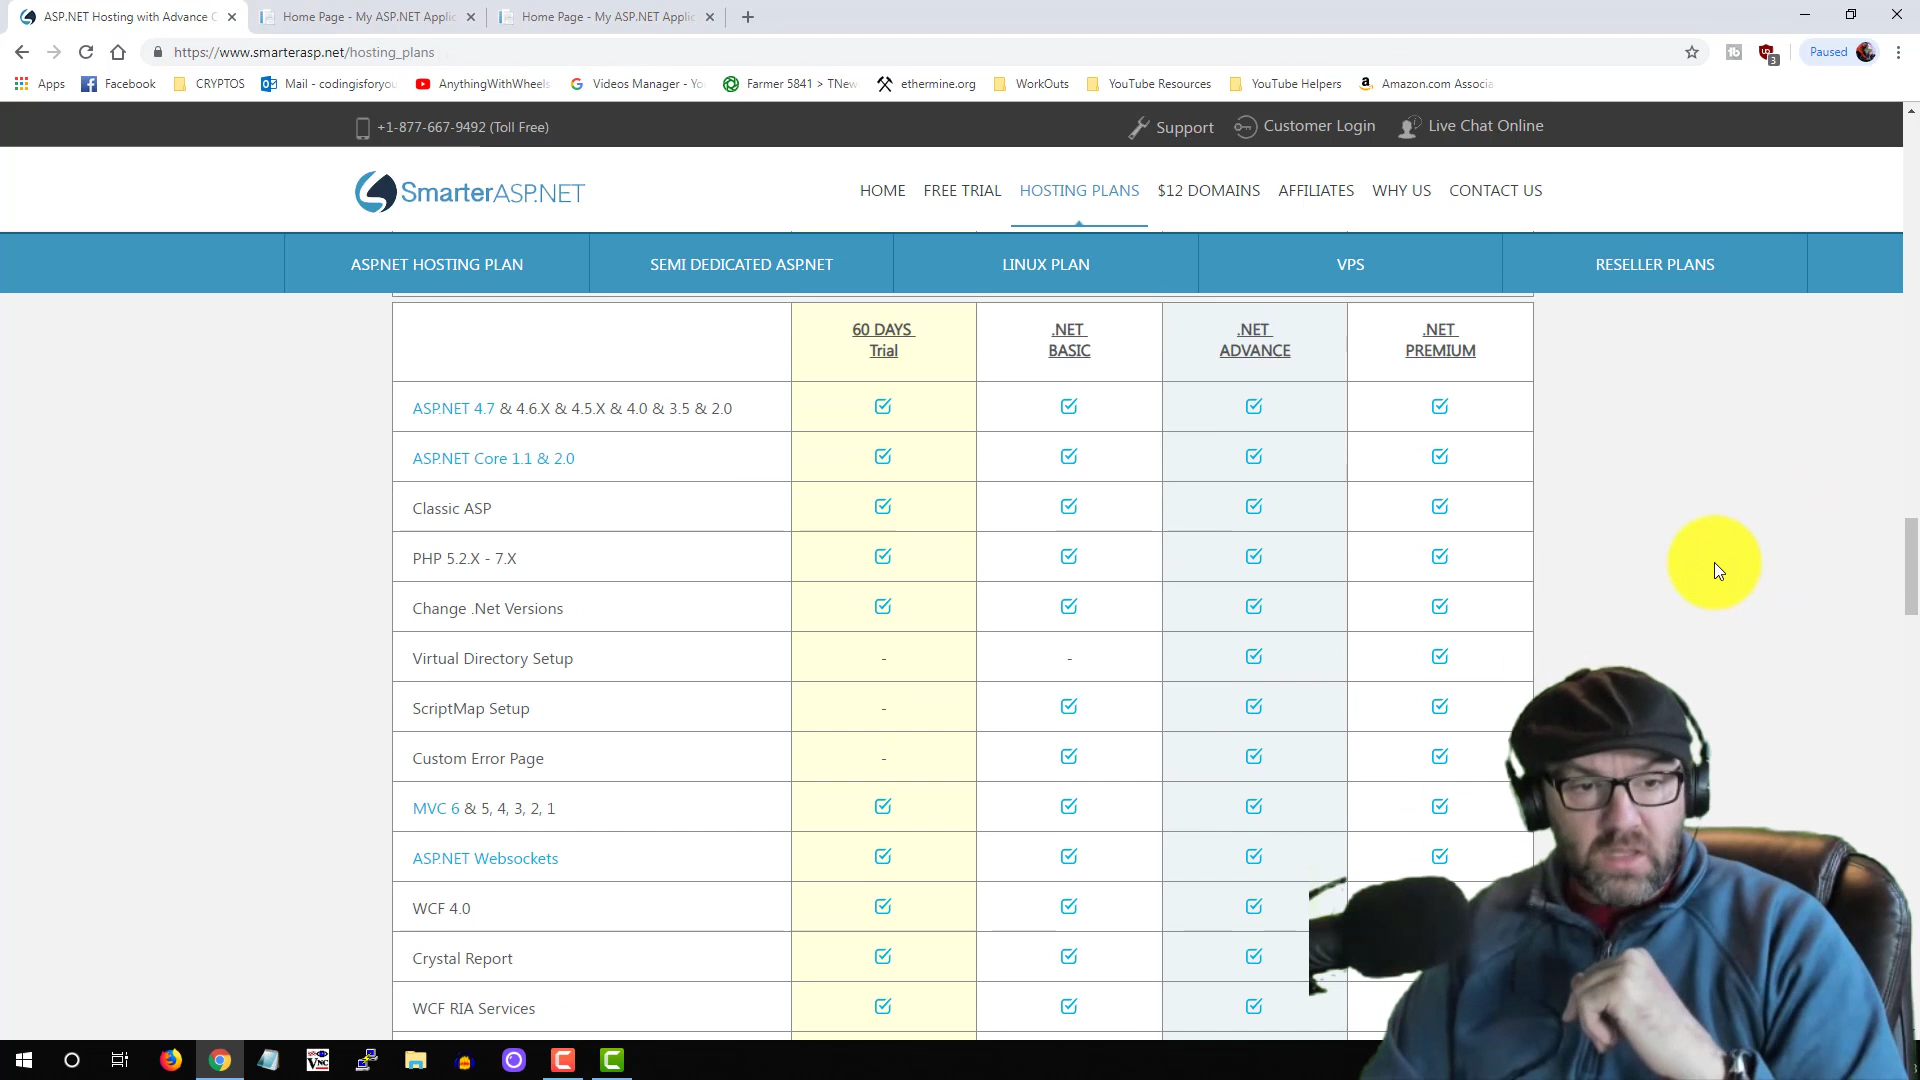 ASP.NET Hosting with Advance C
Home Page - My ASP.NET Applic
Home Page - My ASP.NET Applic
https://www.smarterasp.net/hosting_plans
Paused
3
Apps
Facebook
CRYPTOS
Mail - codingisforyou
AnythingWithWheels
Videos Manager - Yo
Farmer 5841 > TNew
ethermine.org
WorkOuts
YouTube Resources
YouTube Helpers
Amazon.com Associa
+1-877-667-9492 (Toll Free)
Support
Customer Login
Live Chat Online
SmarterASP.NET
HOME
FREE TRIAL
HOSTING PLANS
$12 DOMAINS
AFFILIATES
WHY US
CONTACT US
ASP.NET HOSTING PLAN
SEMI DEDICATED ASP.NET
LINUX PLAN
VPS
RESELLER PLANS
60 DAYS
Trial
.NET
BASIC
.NET
ADVANCE
.NET
PREMIUM
ASP.NET 4.7 & 4.6.X & 4.5.X & 4.0 & 3.5 & 2.0
ASP.NET Core 1.1 & 2.0
Classic ASP
PHP 5.2.X - 7.X
Change .Net Versions
Virtual Directory Setup - -
ScriptMap Setup -
Custom Error Page -
MVC 6 & 5, 4, 3, 2, 1
ASP.NET Websockets
WCF 4.0
Crystal Report
WCF RIA Services